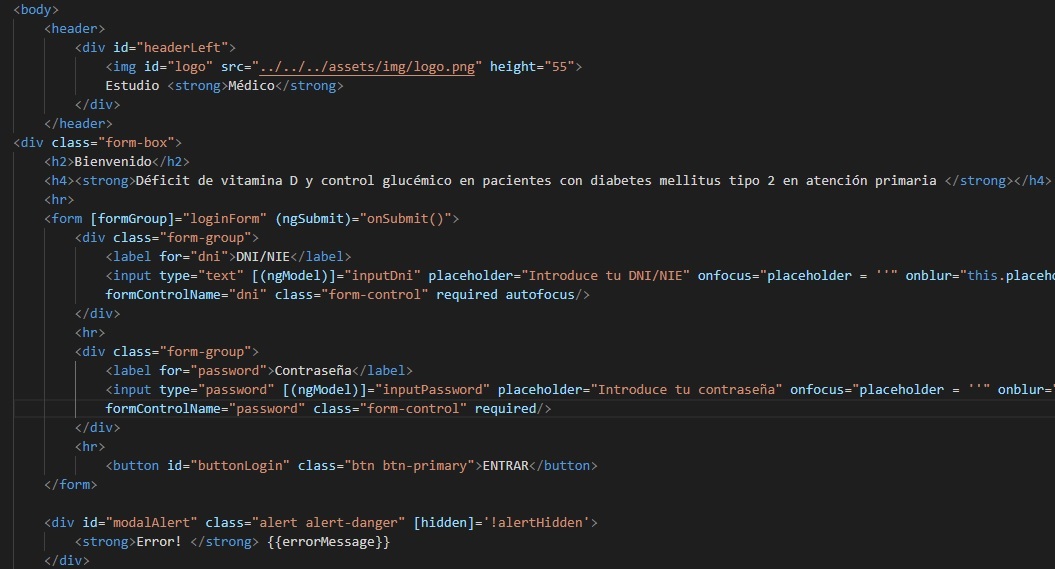 <body>
<header>
<div id="headerLeft">
<img id="logo" src="../../../assets/img/logo.png" height="55">
Estudio <strong>Médico</strong>
</div>
</header>
<div class="form-box">
<h2>Bienvenido</h2>
<h4><strong>Déficit de vitamina D y control glucémico en pacientes con diabetes mellitus tipo 2 en atención primaria </strong></h4>
<hr>
<form [formGroup]="loginForm" (ngSubmit)="onSubmit()">
<div class="form-group">
<label for="dni">DNI/NIE</label>
<input type="text" [(ngModel)]="inputDni" placeholder="Introduce tu DNI/NIE" onfocus="placeholder = ''" onblur="this.placeho
formControlName="dni" class="form-control" required autofocus/>
</div>
<hr>
<div class="form-group">
<label for="password">Contraseña</label>
<input type="password" [(ngModel)]="inputPassword" placeholder="Introduce tu contraseña" onfocus="placeholder = ''" onblur="
formControlName="password" class="form-control" required/>
</div>
<hr>
<button id="buttonLogin" class="btn btn-primary">ENTRAR</button>
</form>
<div id="modalAlert" class="alert alert-danger" [hidden]='!alertHidden'>
<strong>Error! </strong> {{errorMessage}}
</div>